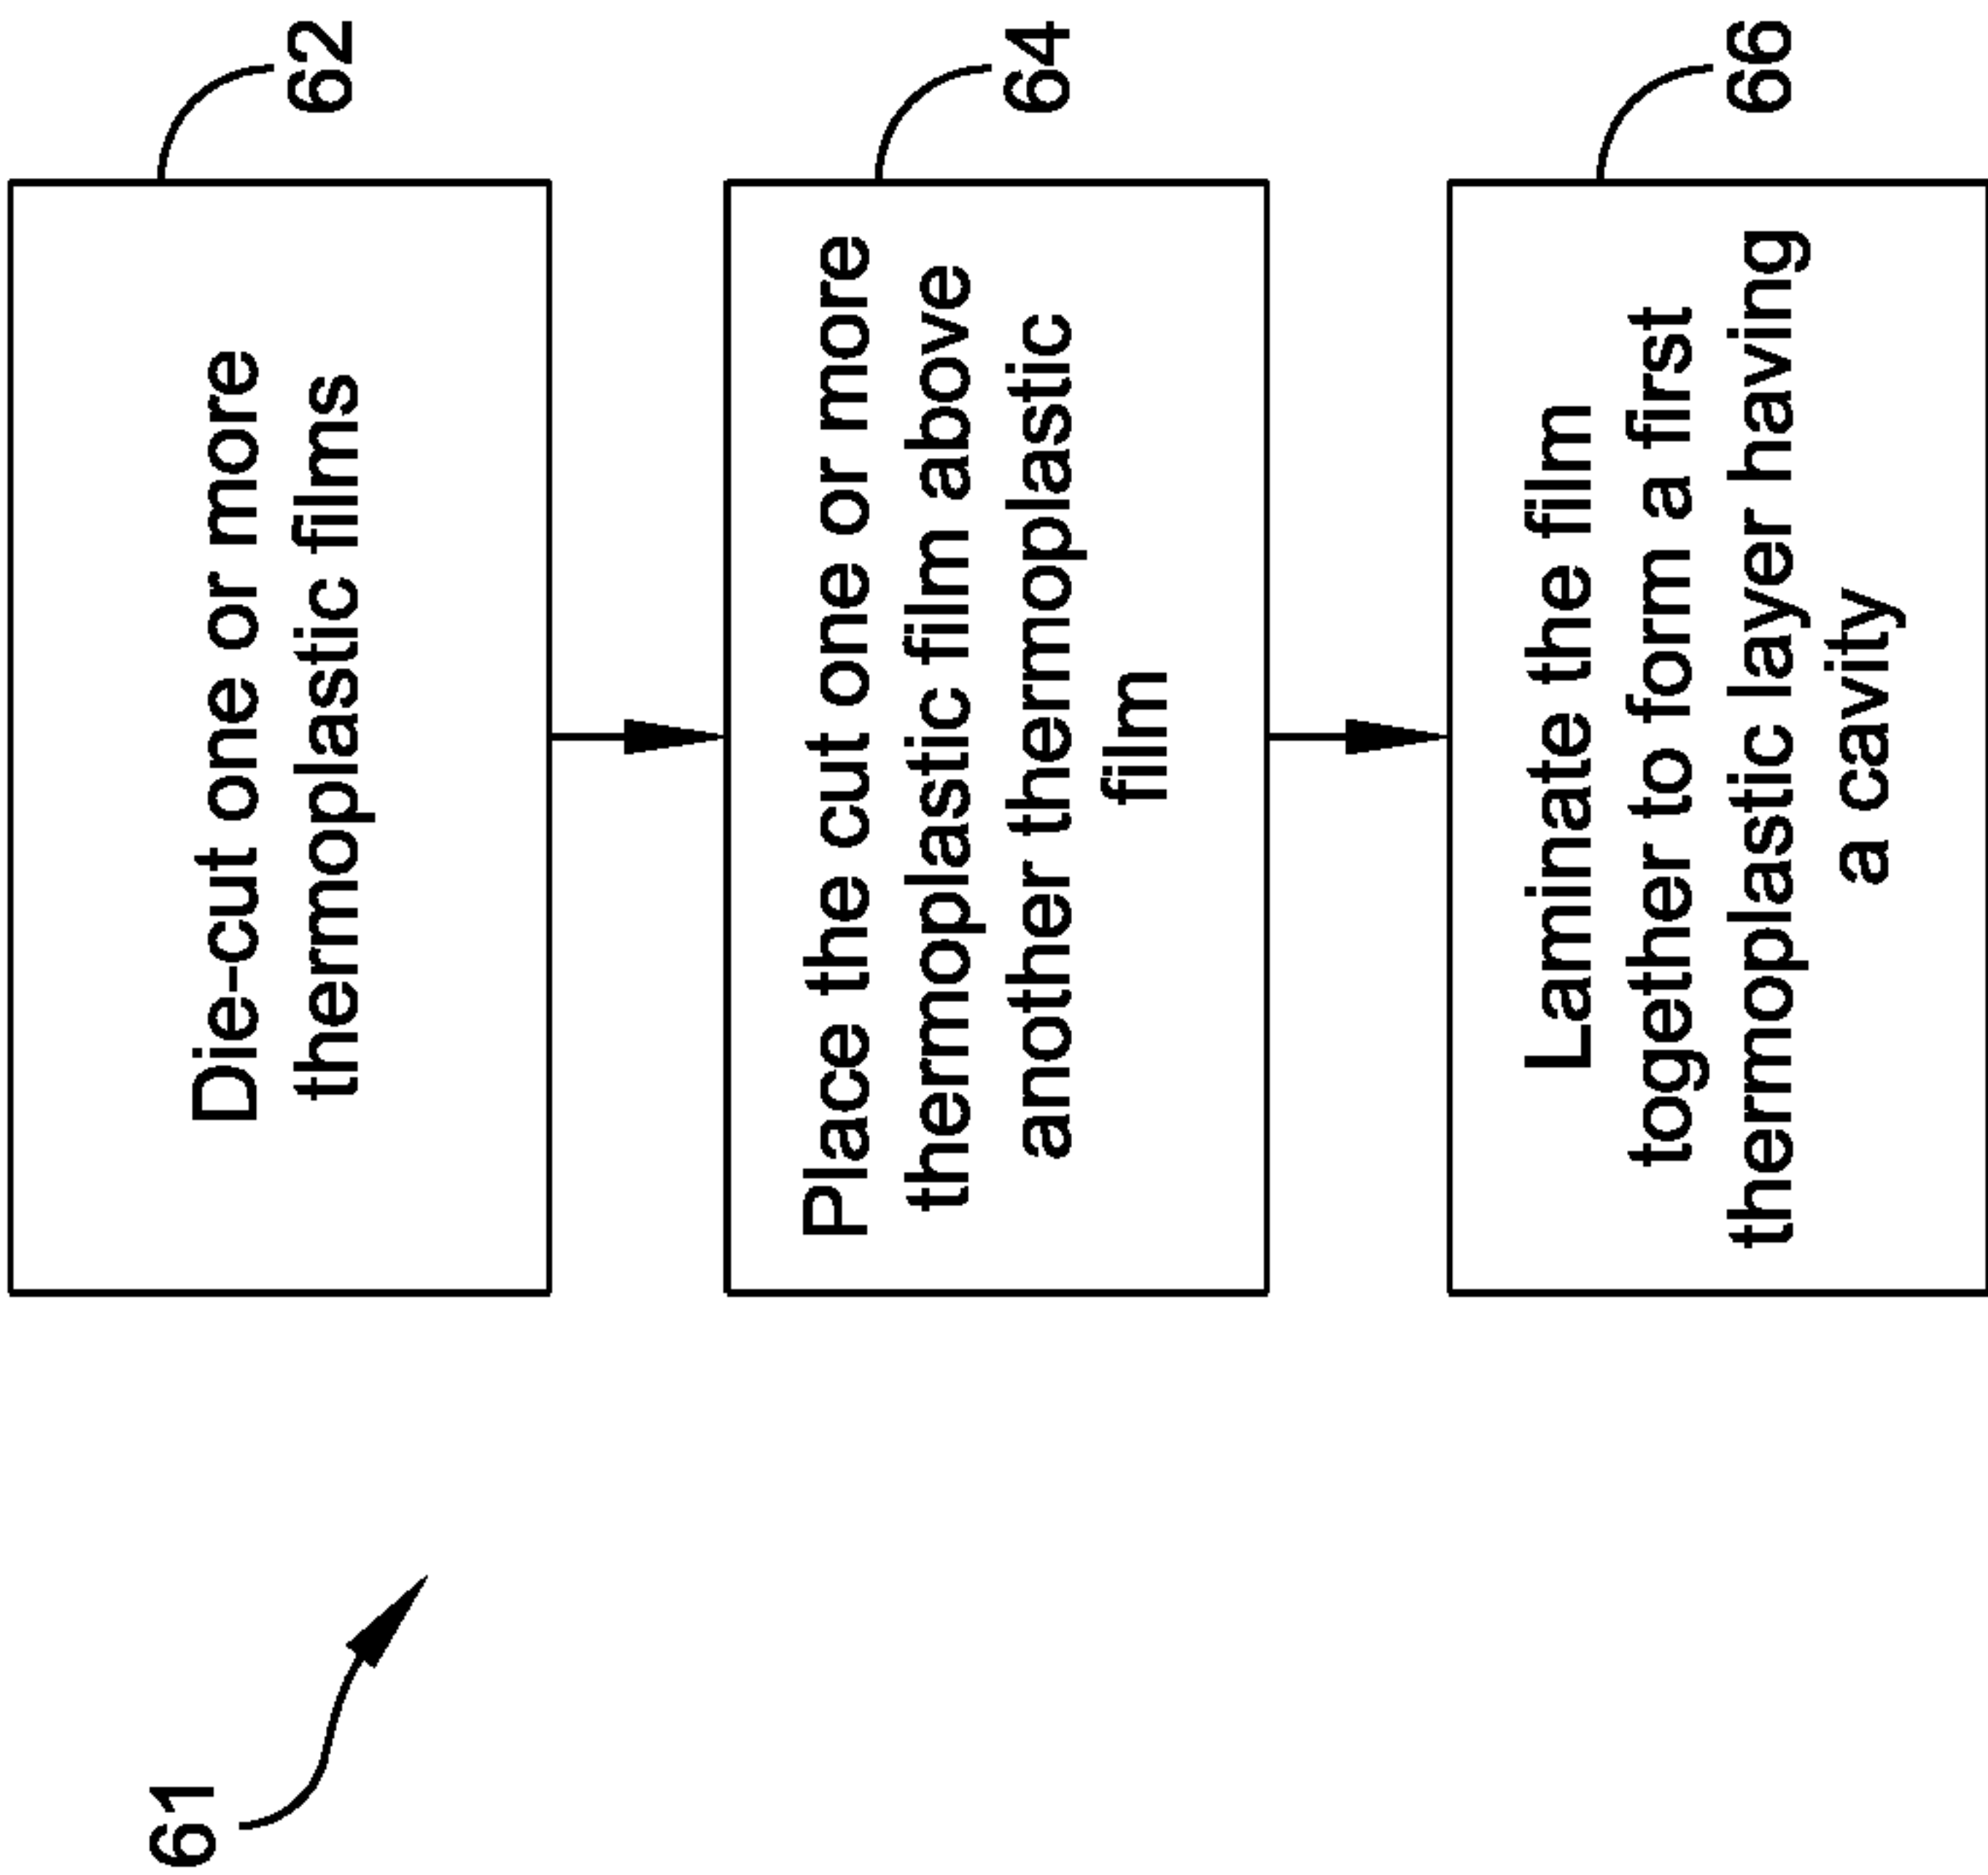 61
Die-cut one or more
thermoplastic films
62
Place the cut one or more
thermoplastic film above
another thermoplastic
film
64
Laminate the film
together to form a first
thermoplastic layer having
a cavity
66